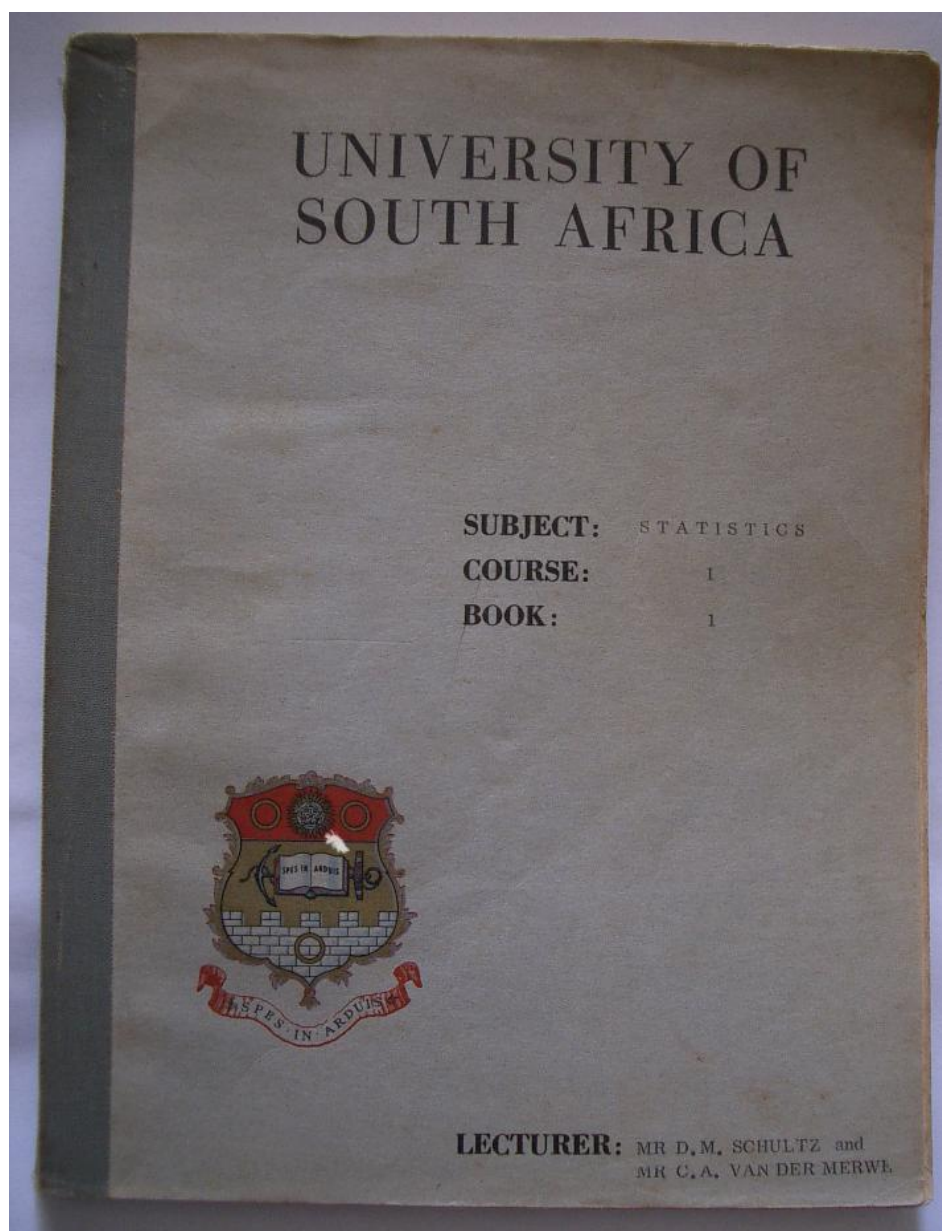 UNIVERSITY OF
SOUTH AFRICA
SUBJECT: STATISTICS
COURSE: I
BOOK: 1
SPES IN ARDUIS
SPES · IN · ARDUIS
LECTURER: MR D.M. SCHULTZ and
MR C.A. VAN DER MERWE